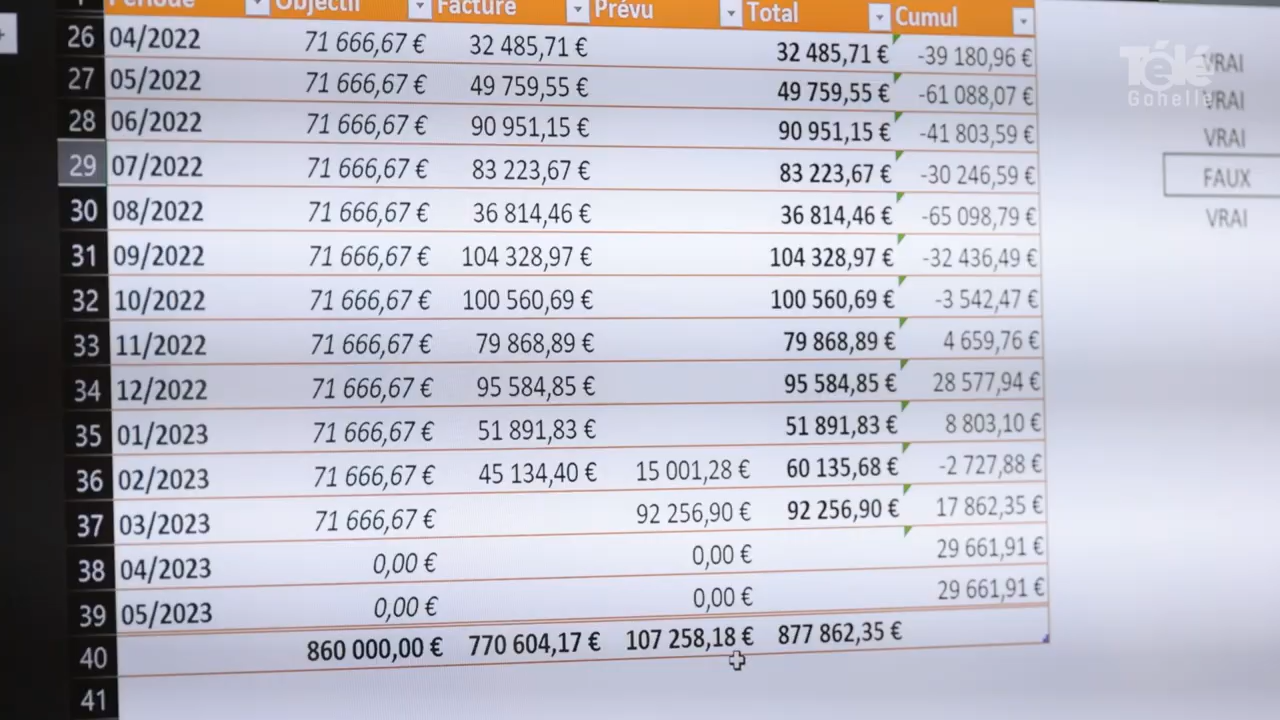 Période Objectif Facturé Prévu Total Cumul
26 04/2022 71 666,67 € 32 485,71 € 32 485,71 € -39 180,96 € VRAI
27 05/2022 71 666,67 € 49 759,55 € 49 759,55 € -61 088,07 € VRAI
28 06/2022 71 666,67 € 90 951,15 € 90 951,15 € -41 803,59 € VRAI
29 07/2022 71 666,67 € 83 223,67 € 83 223,67 € -30 246,59 € FAUX
30 08/2022 71 666,67 € 36 814,46 € 36 814,46 € -65 098,79 € VRAI
31 09/2022 71 666,67 € 104 328,97 € 104 328,97 € -32 436,49 €
32 10/2022 71 666,67 € 100 560,69 € 100 560,69 € -3 542,47 €
33 11/2022 71 666,67 € 79 868,89 € 79 868,89 € 4 659,76 €
34 12/2022 71 666,67 € 95 584,85 € 95 584,85 € 28 577,94 €
35 01/2023 71 666,67 € 51 891,83 € 51 891,83 € 8 803,10 €
36 02/2023 71 666,67 € 45 134,40 € 15 001,28 € 60 135,68 € -2 727,88 €
37 03/2023 71 666,67 € 92 256,90 € 92 256,90 € 17 862,35 €
38 04/2023 0,00 € 0,00 € 29 661,91 €
39 05/2023 0,00 € 0,00 € 29 661,91 €
40 860 000,00 € 770 604,17 € 107 258,18 € 877 862,35 €
41
Télé
Gohelle